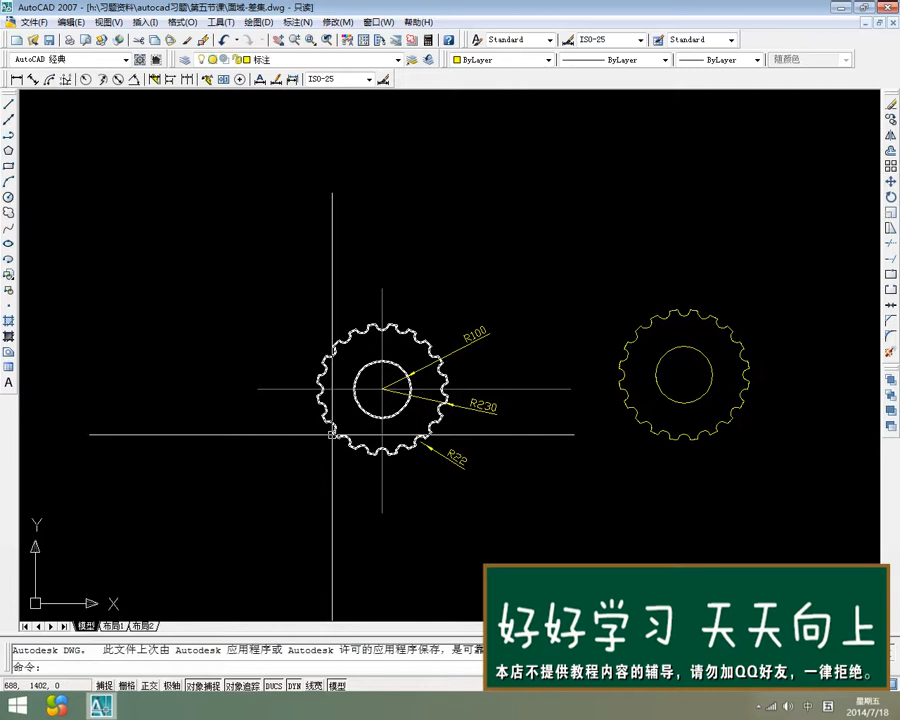 AutoCAD 2007 - [h:\习题资料\autocad习题\第五节课\面域-差集.dwg - 只读]
文件(F) 编辑(E) 视图(V) 插入(I) 格式(O) 工具(T) 绘图(D) 标注(N) 修改(M) 窗口(W) 帮助(H)
Standard ISO-25 Standard
AutoCAD 经典 标注 ByLayer ByLayer ByLayer 随颜色
ISO-25
R100
R230
R22
Y
X
模型 布局1 布局2
Autodesk DWG。 此文件上次由 Autodesk 应用程序或 Autodesk 许可的应用程序保存，是可靠
命令:
688, 1402, 0 捕捉 栅格 正交 极轴 对象捕捉 对象追踪 DUCS DYN 线宽 模型
好好学习 天天向上
本店不提供教程内容的辅导，请勿加QQ好友，一律拒绝。
中 五
星期五
2014/7/18